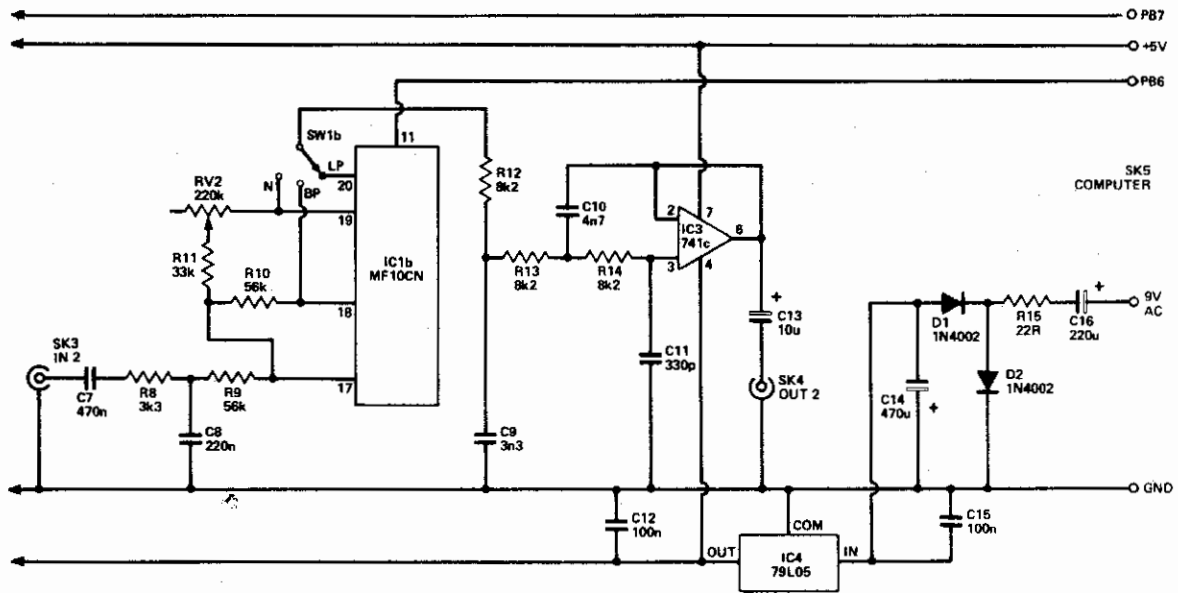 PB7
+5V
PB6
SW1b
11
LP
20
RV2
220k
N
BP
19
R12
8k2
SK5
COMPUTER
C10
4n7
2
7
IC3
741c
6
3
4
R11
33k
R10
56k
IC1b
MF10CN
18
R13
8k2
R14
8k2
+
C13
10u
+
9V
AC
D1
1N4002
R15
22R
C16
220u
SK3
IN 2
17
C11
330p
SK4
OUT 2
D2
1N4002
C7
470n
R8
3k3
R9
56k
C14
470u
+
C8
220n
C9
3n3
GND
C12
100n
COM
C15
100n
OUT
IC4
79L05
IN